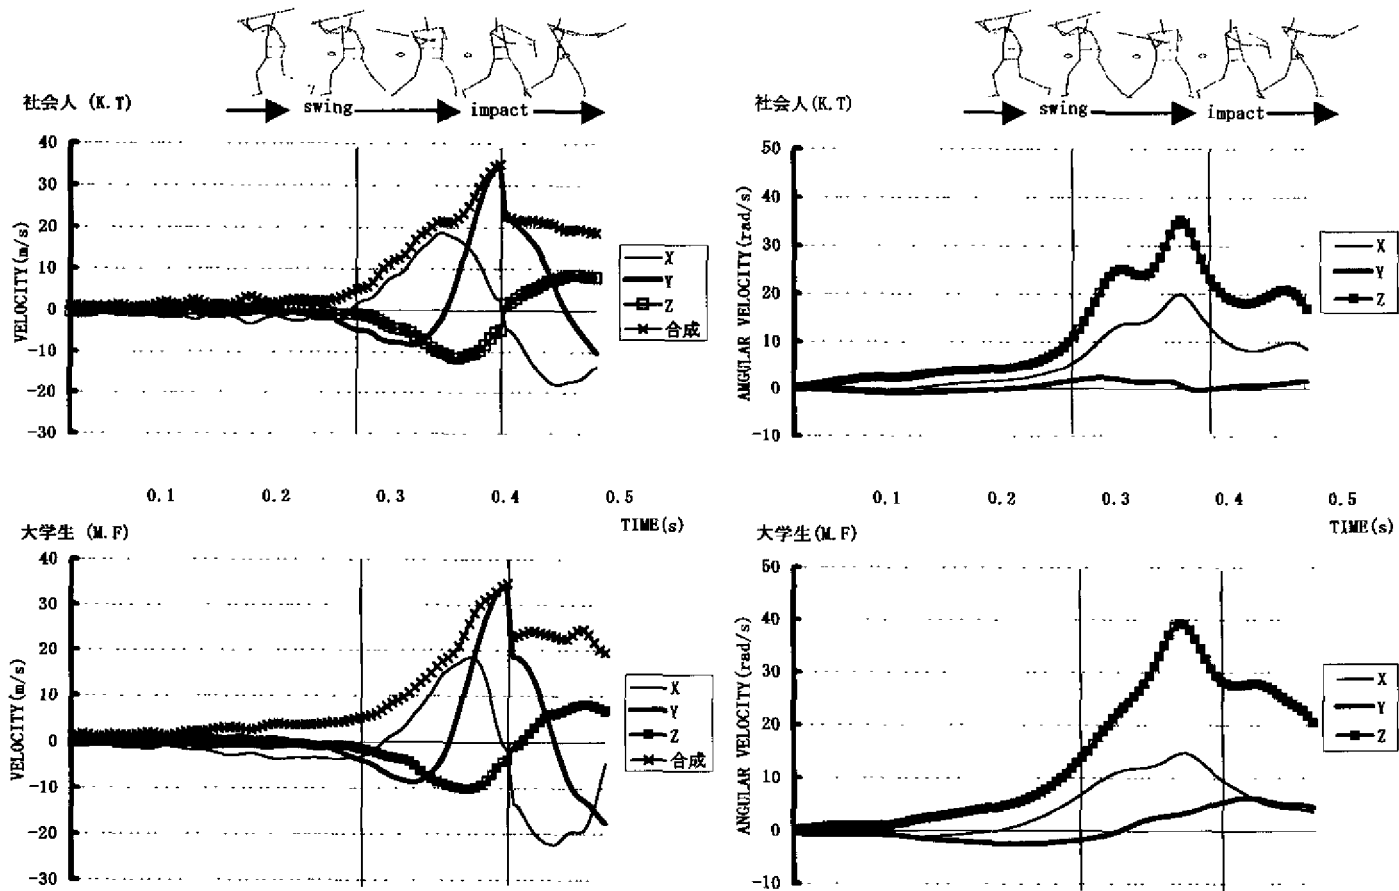 社会人 (K.T)
swing
impact
VELOCITY(m/s)
40
30
20
10
0
-10
-20
-30
X
Y
Z
合成
社会人(K.T)
swing
impact
AMGULAR VELOCITY(rad/s)
50
40
30
20
10
0
-10
X
Y
Z
0.1
0.2
0.3
0.4
0.5
TIME(s)
0.1
0.2
0.3
0.4
0.5
TIME(s)
大学生 (M.F)
VELOCITY(m/s)
40
30
20
10
0
-10
-20
-30
X
Y
Z
合成
大学生(M.F)
ANGULAR VELOCITY(rad/s)
50
40
30
20
10
0
-10
X
Y
Z